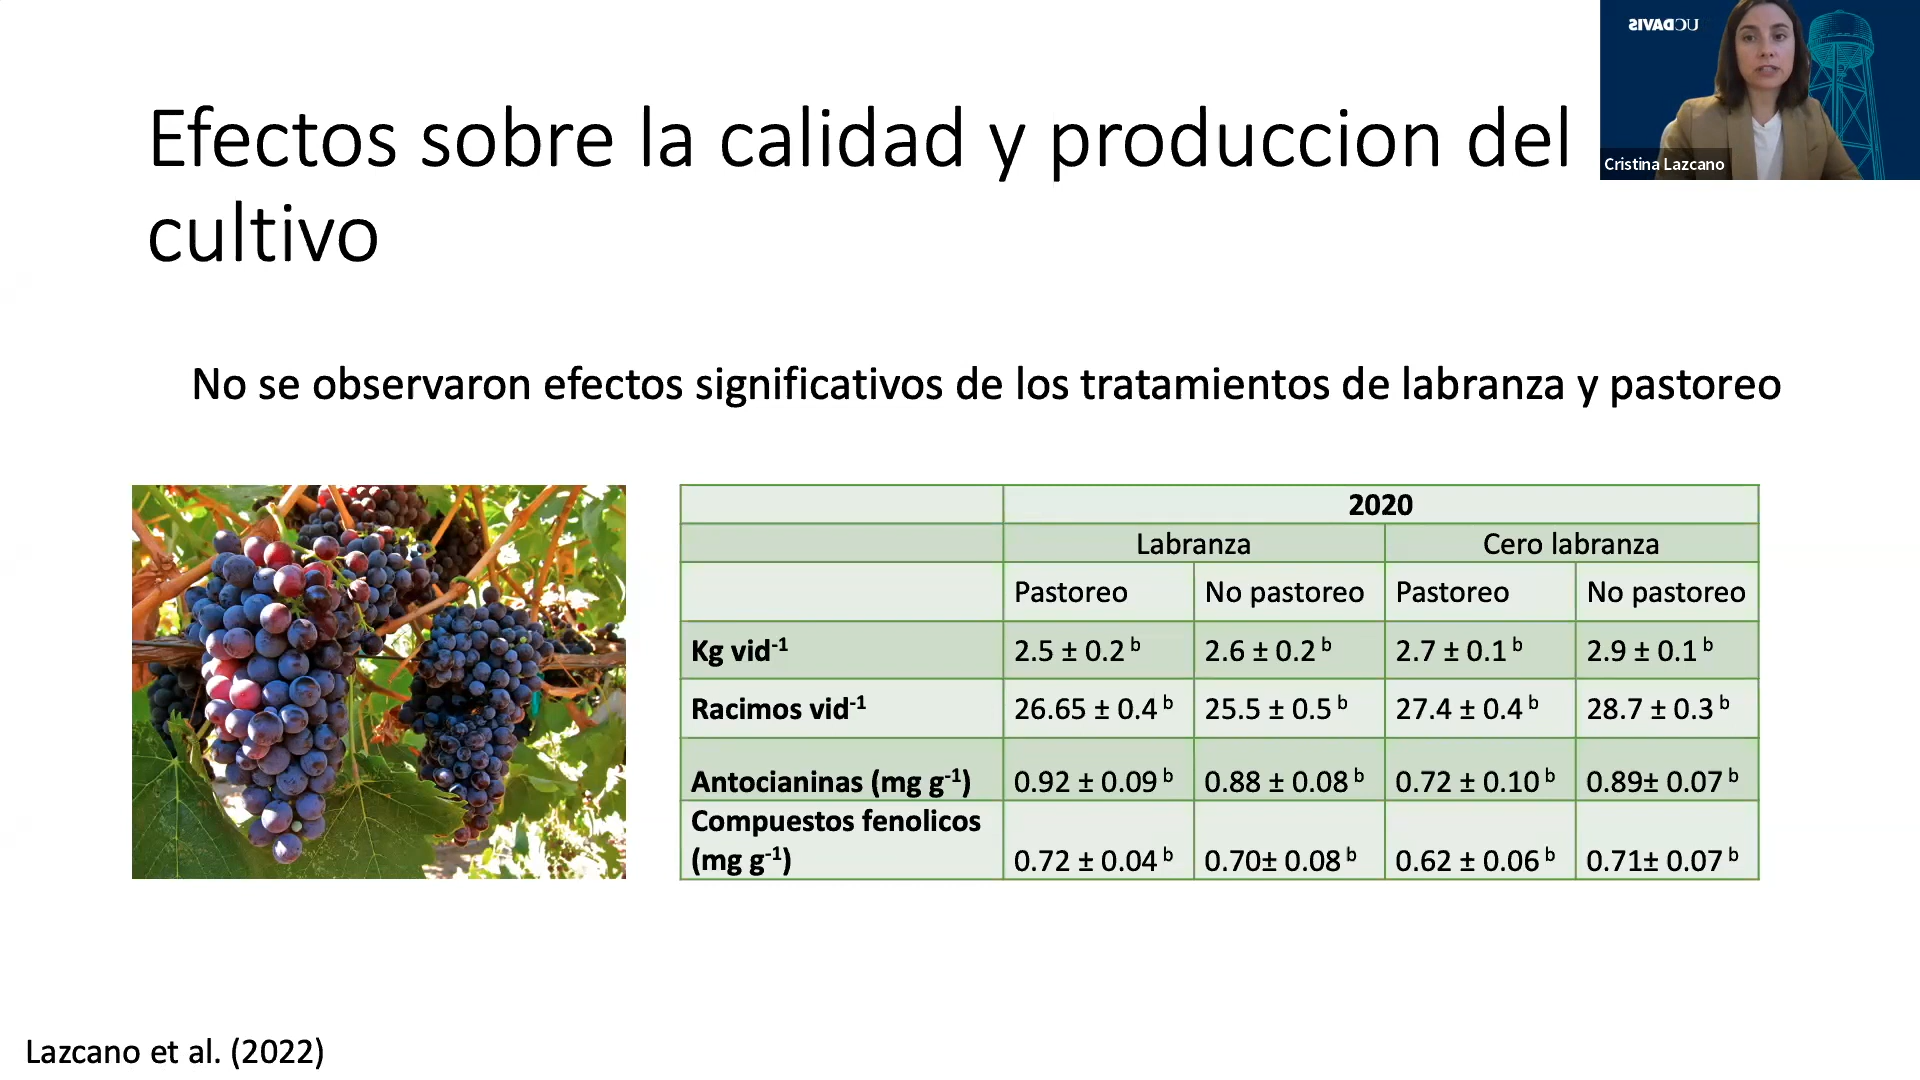 UCDAVIS
Cristina Lazcano
Efectos sobre la calidad y produccion del
cultivo
No se observaron efectos significativos de los tratamientos de labranza y pastoreo
2020
Labranza Cero labranza
Pastoreo No pastoreo Pastoreo No pastoreo
Kg vid⁻¹ 2.5 ± 0.2 ᵇ 2.6 ± 0.2 ᵇ 2.7 ± 0.1 ᵇ 2.9 ± 0.1 ᵇ
Racimos vid⁻¹ 26.65 ± 0.4 ᵇ 25.5 ± 0.5 ᵇ 27.4 ± 0.4 ᵇ 28.7 ± 0.3 ᵇ
Antocianinas (mg g⁻¹) 0.92 ± 0.09 ᵇ 0.88 ± 0.08 ᵇ 0.72 ± 0.10 ᵇ 0.89± 0.07 ᵇ
Compuestos fenolicos
(mg g⁻¹) 0.72 ± 0.04 ᵇ 0.70± 0.08 ᵇ 0.62 ± 0.06 ᵇ 0.71± 0.07 ᵇ
Lazcano et al. (2022)